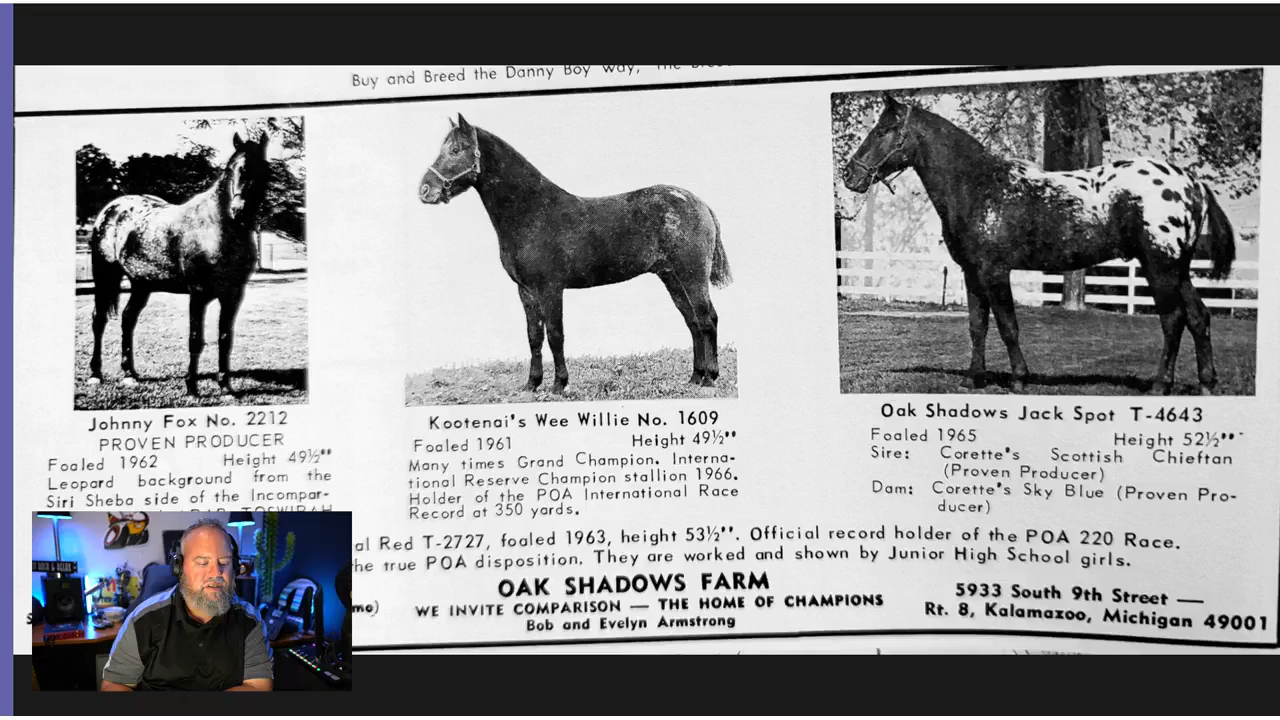 Buy and Breed the Danny Boy Way,
Johnny Fox No. 2212
PROVEN PRODUCER
Foaled 1962 Height 49½"
Leopard background from the
Siri Sheba side of the Incompar-
Kootenai's Wee Willie No. 1609
Foaled 1961 Height 49½"
Many times Grand Champion. Interna-
tional Reserve Champion stallion 1966.
Holder of the POA International Race
Record at 350 yards.
Oak Shadows Jack Spot T-4643
Foaled 1965 Height 52½"
Sire: Corette's Scottish Chieftan
(Proven Producer)
Dam: Corette's Sky Blue (Proven Pro-
ducer)
al Red T-2727, foaled 1963, height 53½". Official record holder of the POA 220 Race.
he true POA disposition. They are worked and shown by Junior High School girls.
OAK SHADOWS FARM
WE INVITE COMPARISON — THE HOME OF CHAMPIONS
Bob and Evelyn Armstrong
5933 South 9th Street —
Rt. 8, Kalamazoo, Michigan 49001